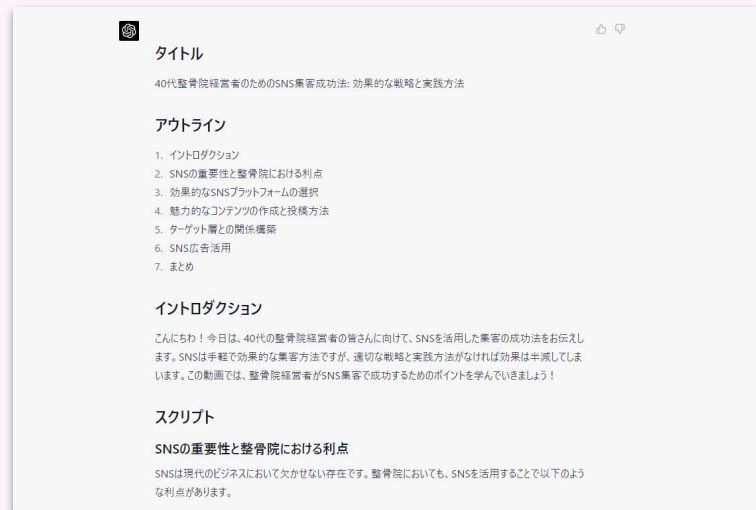 タイトル
40代整骨院経営者のためのSNS集客成功法: 効果的な戦略と実践方法
アウトライン
1. イントロダクション
2. SNSの重要性と整骨院における利点
3. 効果的なSNSプラットフォームの選択
4. 魅力的なコンテンツの作成と投稿方法
5. ターゲット層との関係構築
6. SNS広告活用
7. まとめ
イントロダクション
こんにちわ！今日は、40代の整骨院経営者の皆さんに向けて、SNSを活用した集客の成功法をお伝えし
ます。SNSは手軽で効果的な集客方法ですが、適切な戦略と実践方法がなければ効果は半減してしま
います。この動画では、整骨院経営者がSNS集客で成功するためのポイントを学んでいきましょう！
スクリプト
SNSの重要性と整骨院における利点
SNSは現代のビジネスにおいて欠かせない存在です。整骨院においても、SNSを活用することで以下のよう
な利点があります。